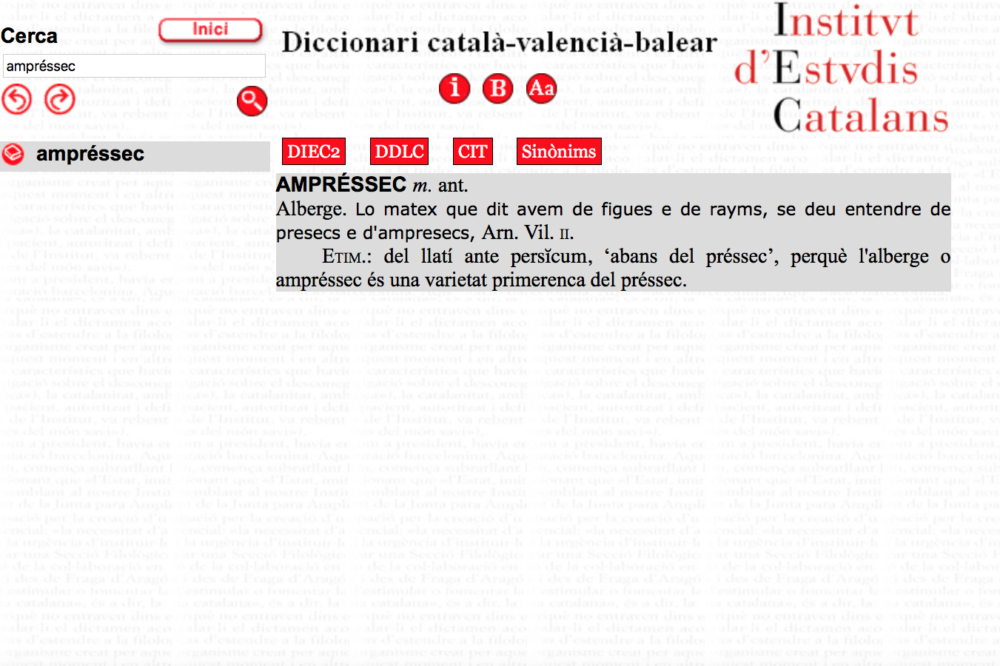 Cerca
Inici
ampréssec
ampréssec
Diccionari català-valencià-balear
i B Aa
Institvt
d'Estvdis
Catalans
DIEC2 DDLC CIT Sinònims
AMPRÉSSEC m. ant.
Alberge. Lo matex que dit avem de figues e de rayms, se deu entendre de
presecs e d'ampresecs, Arn. Vil. II.
ETIM.: del llatí ante persĭcum, ‘abans del préssec’, perquè l'alberge o
ampréssec és una varietat primerenca del préssec.